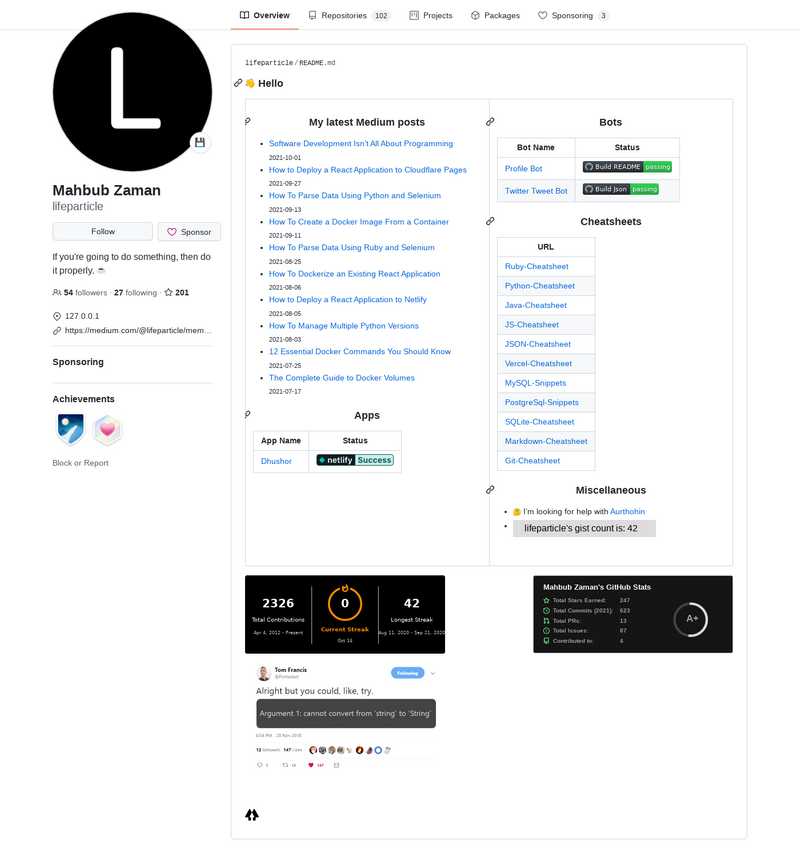 Overview
Repositories 102
Projects
Packages
Sponsoring 3
L
Mahbub Zaman
lifeparticle
Follow
Sponsor
If you're going to do something, then do
it properly. ☕
54 followers · 27 following · 201
127.0.0.1
https://medium.com/@lifeparticle/mem...
Sponsoring
Achievements
Block or Report
lifeparticle/README.md
👋 Hello
My latest Medium posts
Software Development Isn't All About Programming
2021-10-01
How to Deploy a React Application to Cloudflare Pages
2021-09-27
How To Parse Data Using Python and Selenium
2021-09-13
How To Create a Docker Image From a Container
2021-09-11
How To Parse Data Using Ruby and Selenium
2021-08-25
How To Dockerize an Existing React Application
2021-08-06
How to Deploy a React Application to Netlify
2021-08-05
How To Manage Multiple Python Versions
2021-08-03
12 Essential Docker Commands You Should Know
2021-07-25
The Complete Guide to Docker Volumes
2021-07-17
Apps
App Name Status
Dhushor netlify Success
Bots
Bot Name Status
Profile Bot Build README passing
Twitter Tweet Bot Build Json passing
Cheatsheets
URL
Ruby-Cheatsheet
Python-Cheatsheet
Java-Cheatsheet
JS-Cheatsheet
JSON-Cheatsheet
Vercel-Cheatsheet
MySQL-Snippets
PostgreSql-Snippets
SQLite-Cheatsheet
Markdown-Cheatsheet
Git-Cheatsheet
Miscellaneous
🤔 I'm looking for help with Aurthohin
lifeparticle's gist count is: 42
2326
Total Contributions
Apr 4, 2012 - Present
0
Current Streak
Oct 11
42
Longest Streak
Aug 11, 2020 - Sep 21, 2020
Mahbub Zaman's GitHub Stats
Total Stars Earned: 247
Total Commits (2021): 623
Total PRs: 13
Total Issues: 87
Contributed to: 4
A+
Tom Francis
Following
Alright but you could, like, try.
Argument 1: cannot convert from 'string' to 'String'